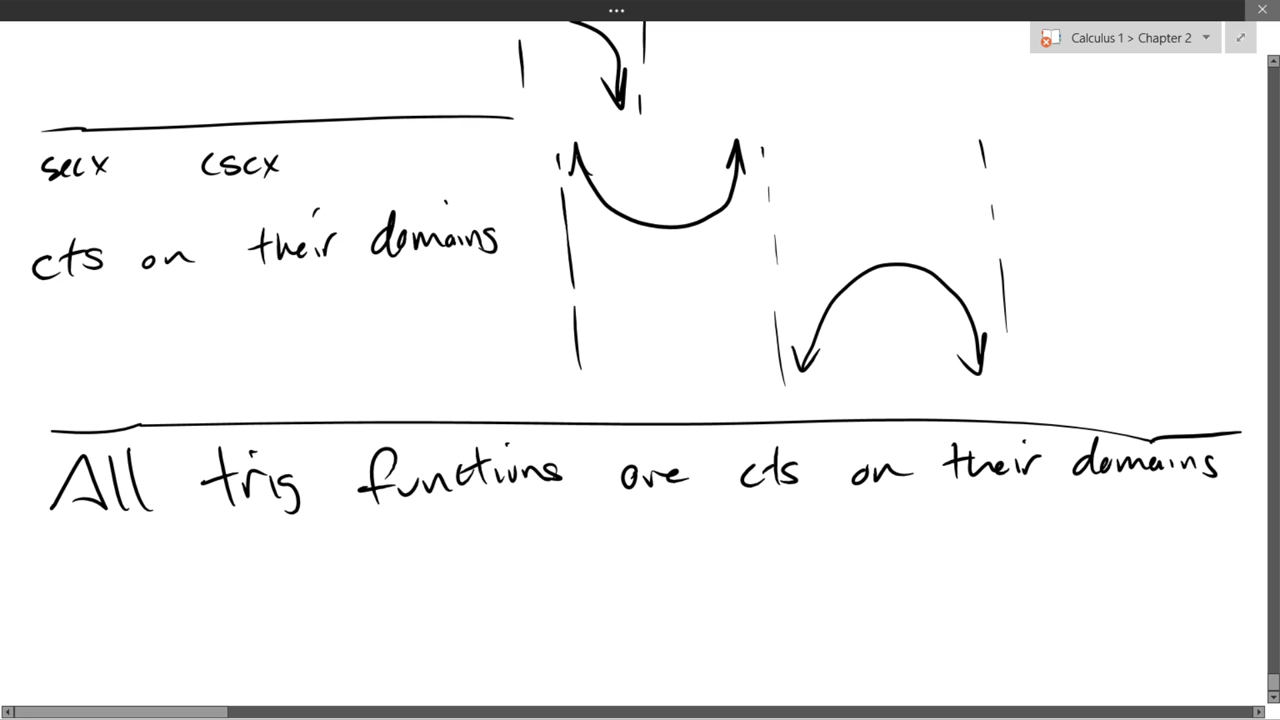 Calculus 1 > Chapter 2
secx cscx
cts on their domains
All trig functions are cts on their domains